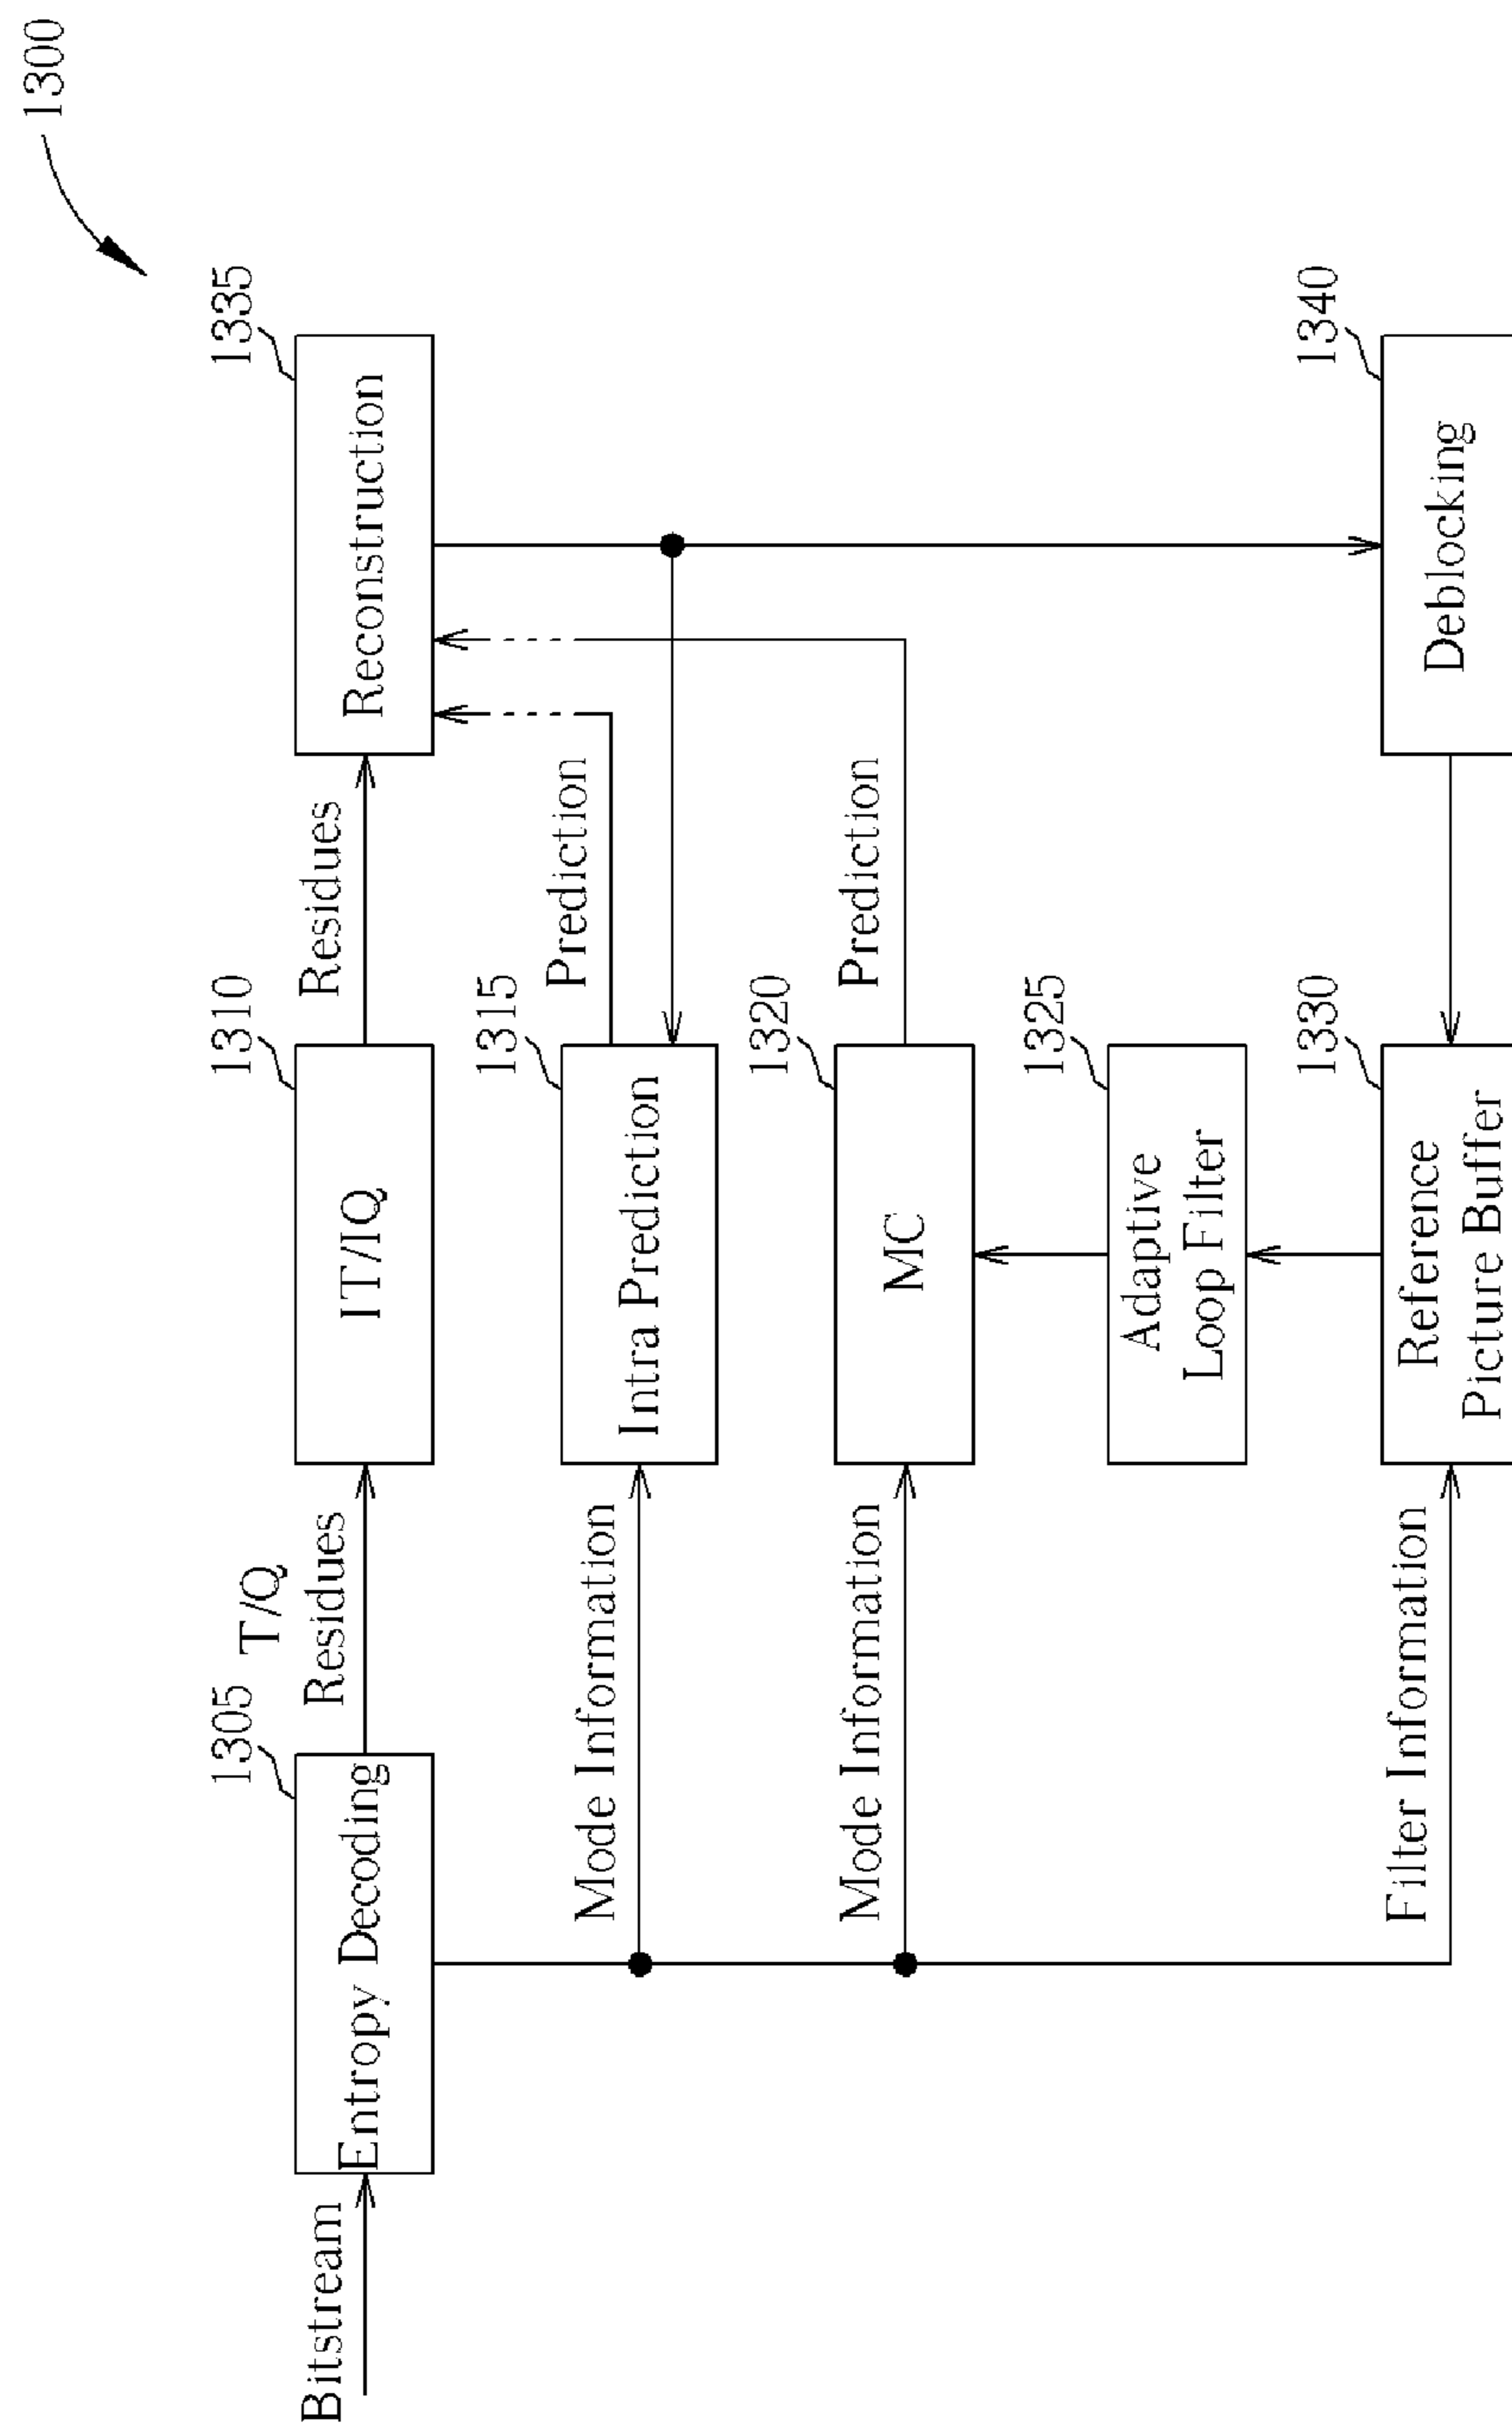 1300
1305
T/Q
1310
1335
Bitstream
Entropy Decoding
Residues
IT/IQ
Residues
Reconstruction
1315
Mode Information
Intra Prediction
Prediction
1320
Mode Information
MC
Prediction
1325
Adaptive
Loop Filter
1330
1340
Filter Information
Reference
Picture Buffer
Deblocking